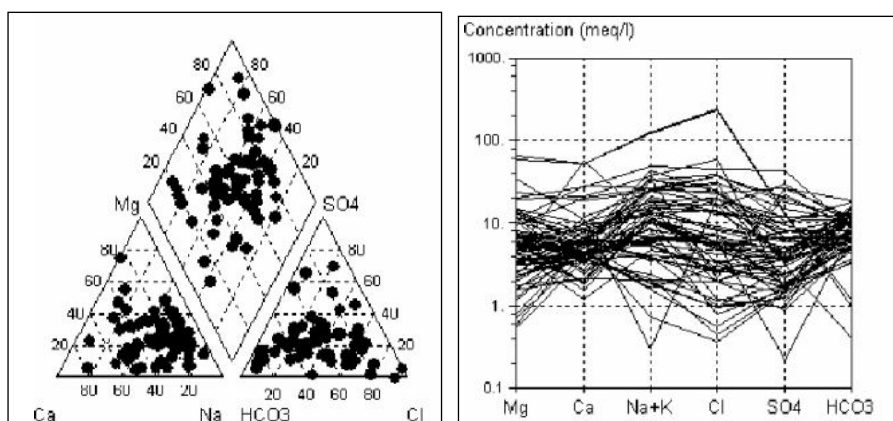 80 80
60 60
40 40
20 20
Mg SO4
80 80
60 60
40 40
20 20
80 60 40 20 20 40 60 80
Ca Na HCO3 Cl
Concentration (meq/l)
1000.
100.
10.
1.
0.1
Mg Ca Na+K Cl SO4 HCO3